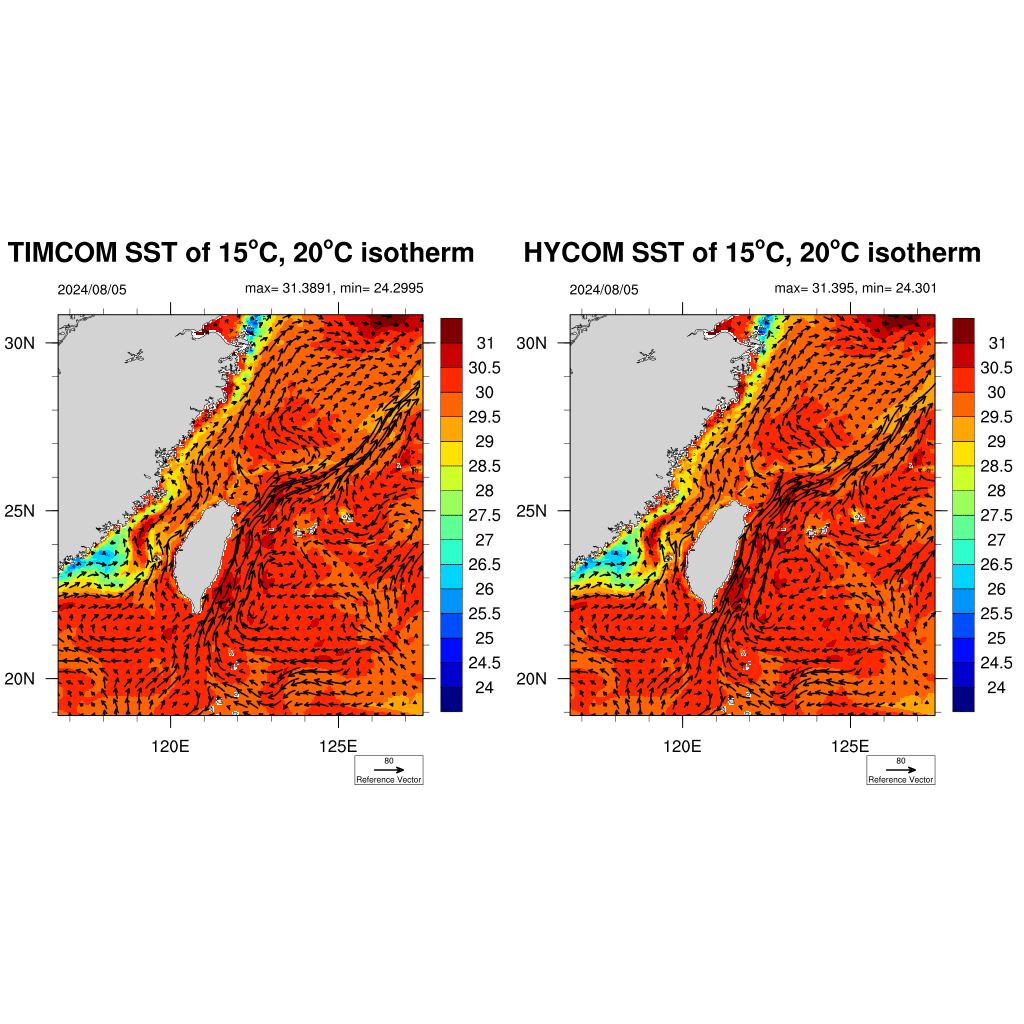 TIMCOM SST of 15°C, 20°C isotherm
2024/08/05 max= 31.3891, min= 24.2995
30N
25N
20N
120E 125E
31
30.5
30
29.5
29
28.5
28
27.5
27
26.5
26
25.5
25
24.5
24
80
Reference Vector
HYCOM SST of 15°C, 20°C isotherm
2024/08/05 max= 31.395, min= 24.301
30N
25N
20N
120E 125E
31
30.5
30
29.5
29
28.5
28
27.5
27
26.5
26
25.5
25
24.5
24
80
Reference Vector